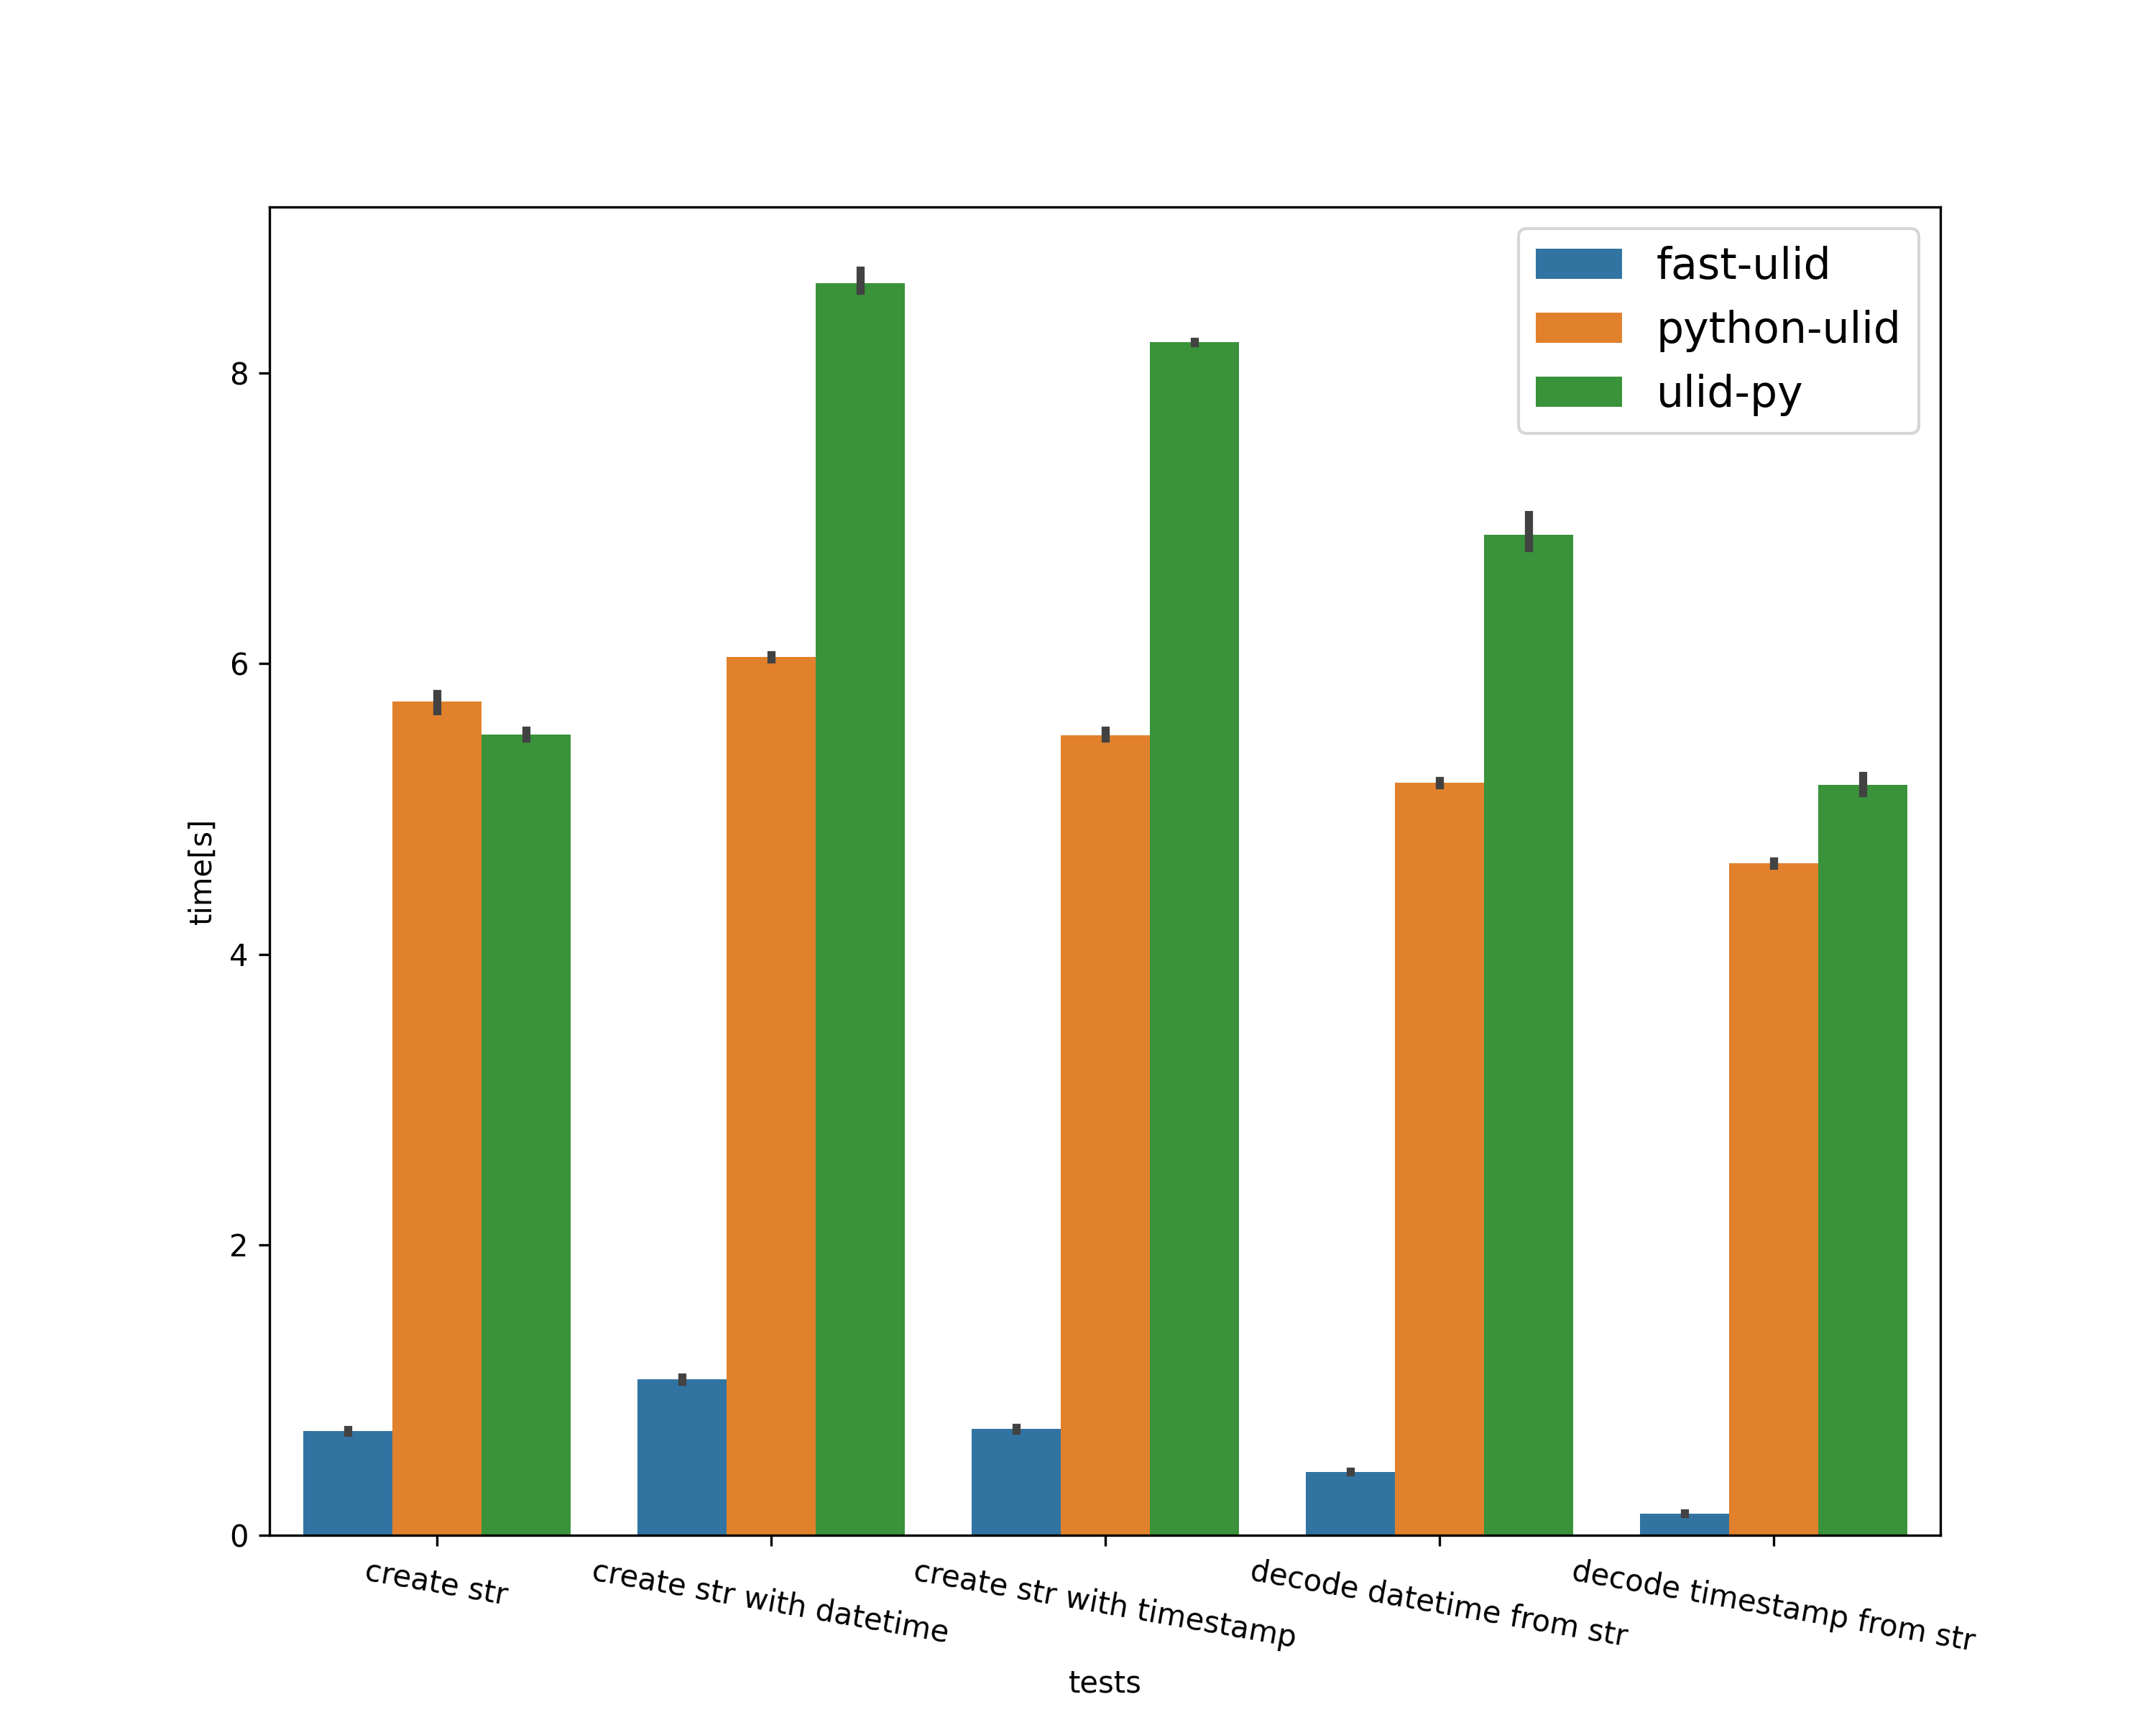 fast-ulid
python-ulid
ulid-py
8
6
4
2
0
time[s]
create str
create str with datetime
create str with timestamp
decode datetime from str
decode timestamp from str
tests